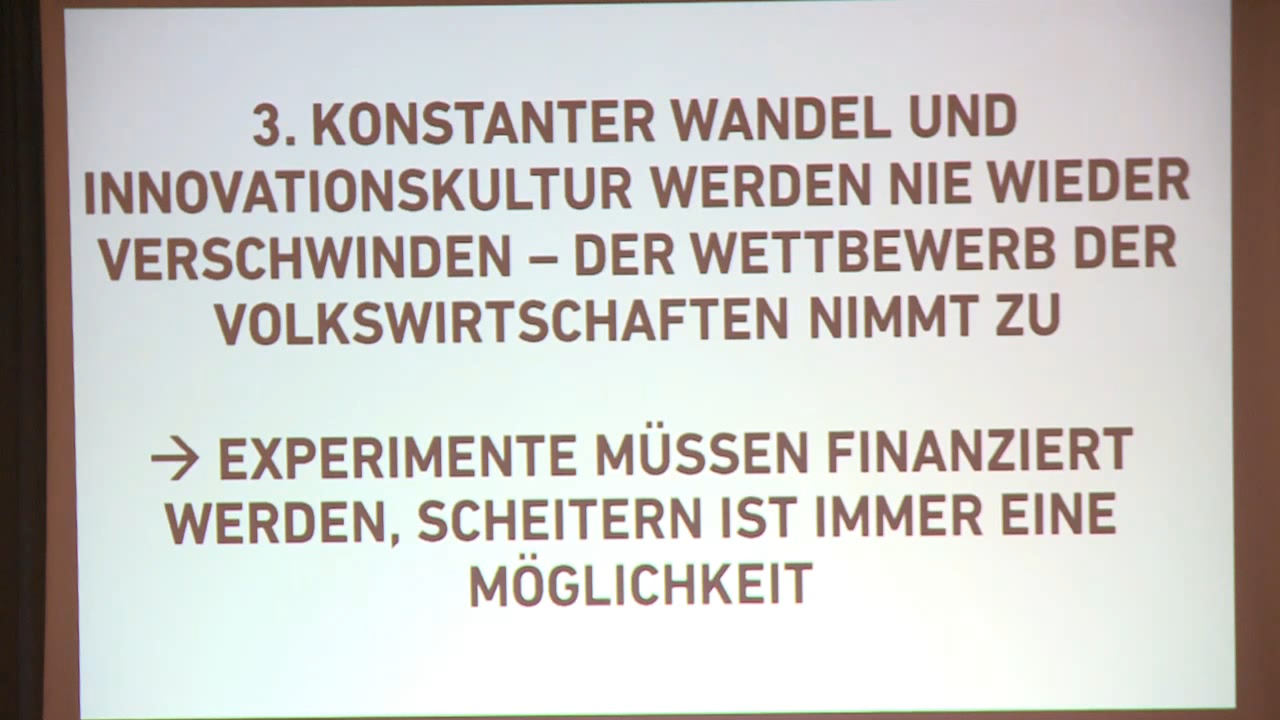 3. KONSTANTER WANDEL UND
INNOVATIONSKULTUR WERDEN NIE WIEDER
VERSCHWINDEN – DER WETTBEWERB DER
VOLKSWIRTSCHAFTEN NIMMT ZU
→ EXPERIMENTE MÜSSEN FINANZIERT
WERDEN, SCHEITERN IST IMMER EINE
MÖGLICHKEIT